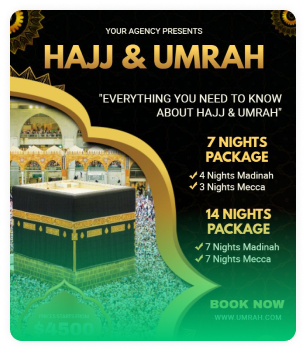 YOUR AGENCY PRESENTS
HAJJ & UMRAH
"EVERYTHING YOU NEED TO KNOW
ABOUT HAJJ & UMRAH"
7 NIGHTS
PACKAGE
4 Nights Madinah
3 Nights Mecca
14 NIGHTS
PACKAGE
7 Nights Madinah
7 Nights Mecca
$4500
BOOK NOW
WWW.UMRAH.COM